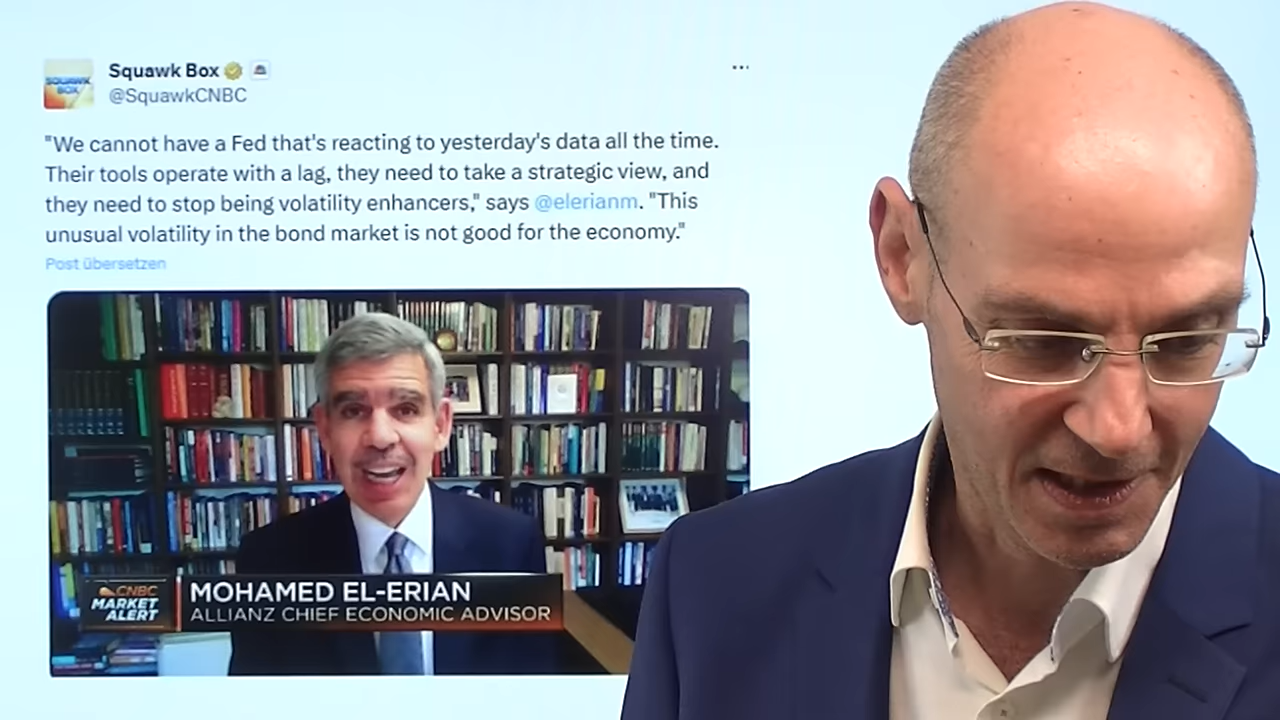 Squawk Box
@SquawkCNBC
"We cannot have a Fed that's reacting to yesterday's data all the time.
Their tools operate with a lag, they need to take a strategic view, and
they need to stop being volatility enhancers," says @elerianm. "This
unusual volatility in the bond market is not good for the economy."
Post übersetzen
SQUAWK
BOX
CNBC
MARKET
ALERT
MOHAMED EL-ERIAN
ALLIANZ CHIEF ECONOMIC ADVISOR